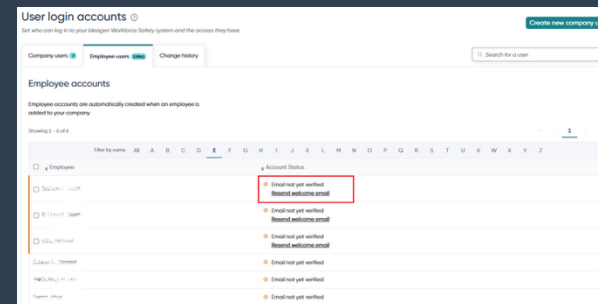 User login accounts
Set who can log in to your Ideagen Workforce Safety system and the access they have
Create new company u
Company users
Employee users
Change history
Search for a user
Employee accounts
Employee accounts are automatically created when an employee is
added to your company
Showing 1 - 6 of 6
1
Filter by name All A B C D E F G H I J K L M N O P Q R S T U V W X Y Z
Employee Account Status
Email not yet verified
Resend welcome email
Email not yet verified
Resend welcome email
Email not yet verified
Resend welcome email
Email not yet verified
Email not yet verified
Email not yet verified